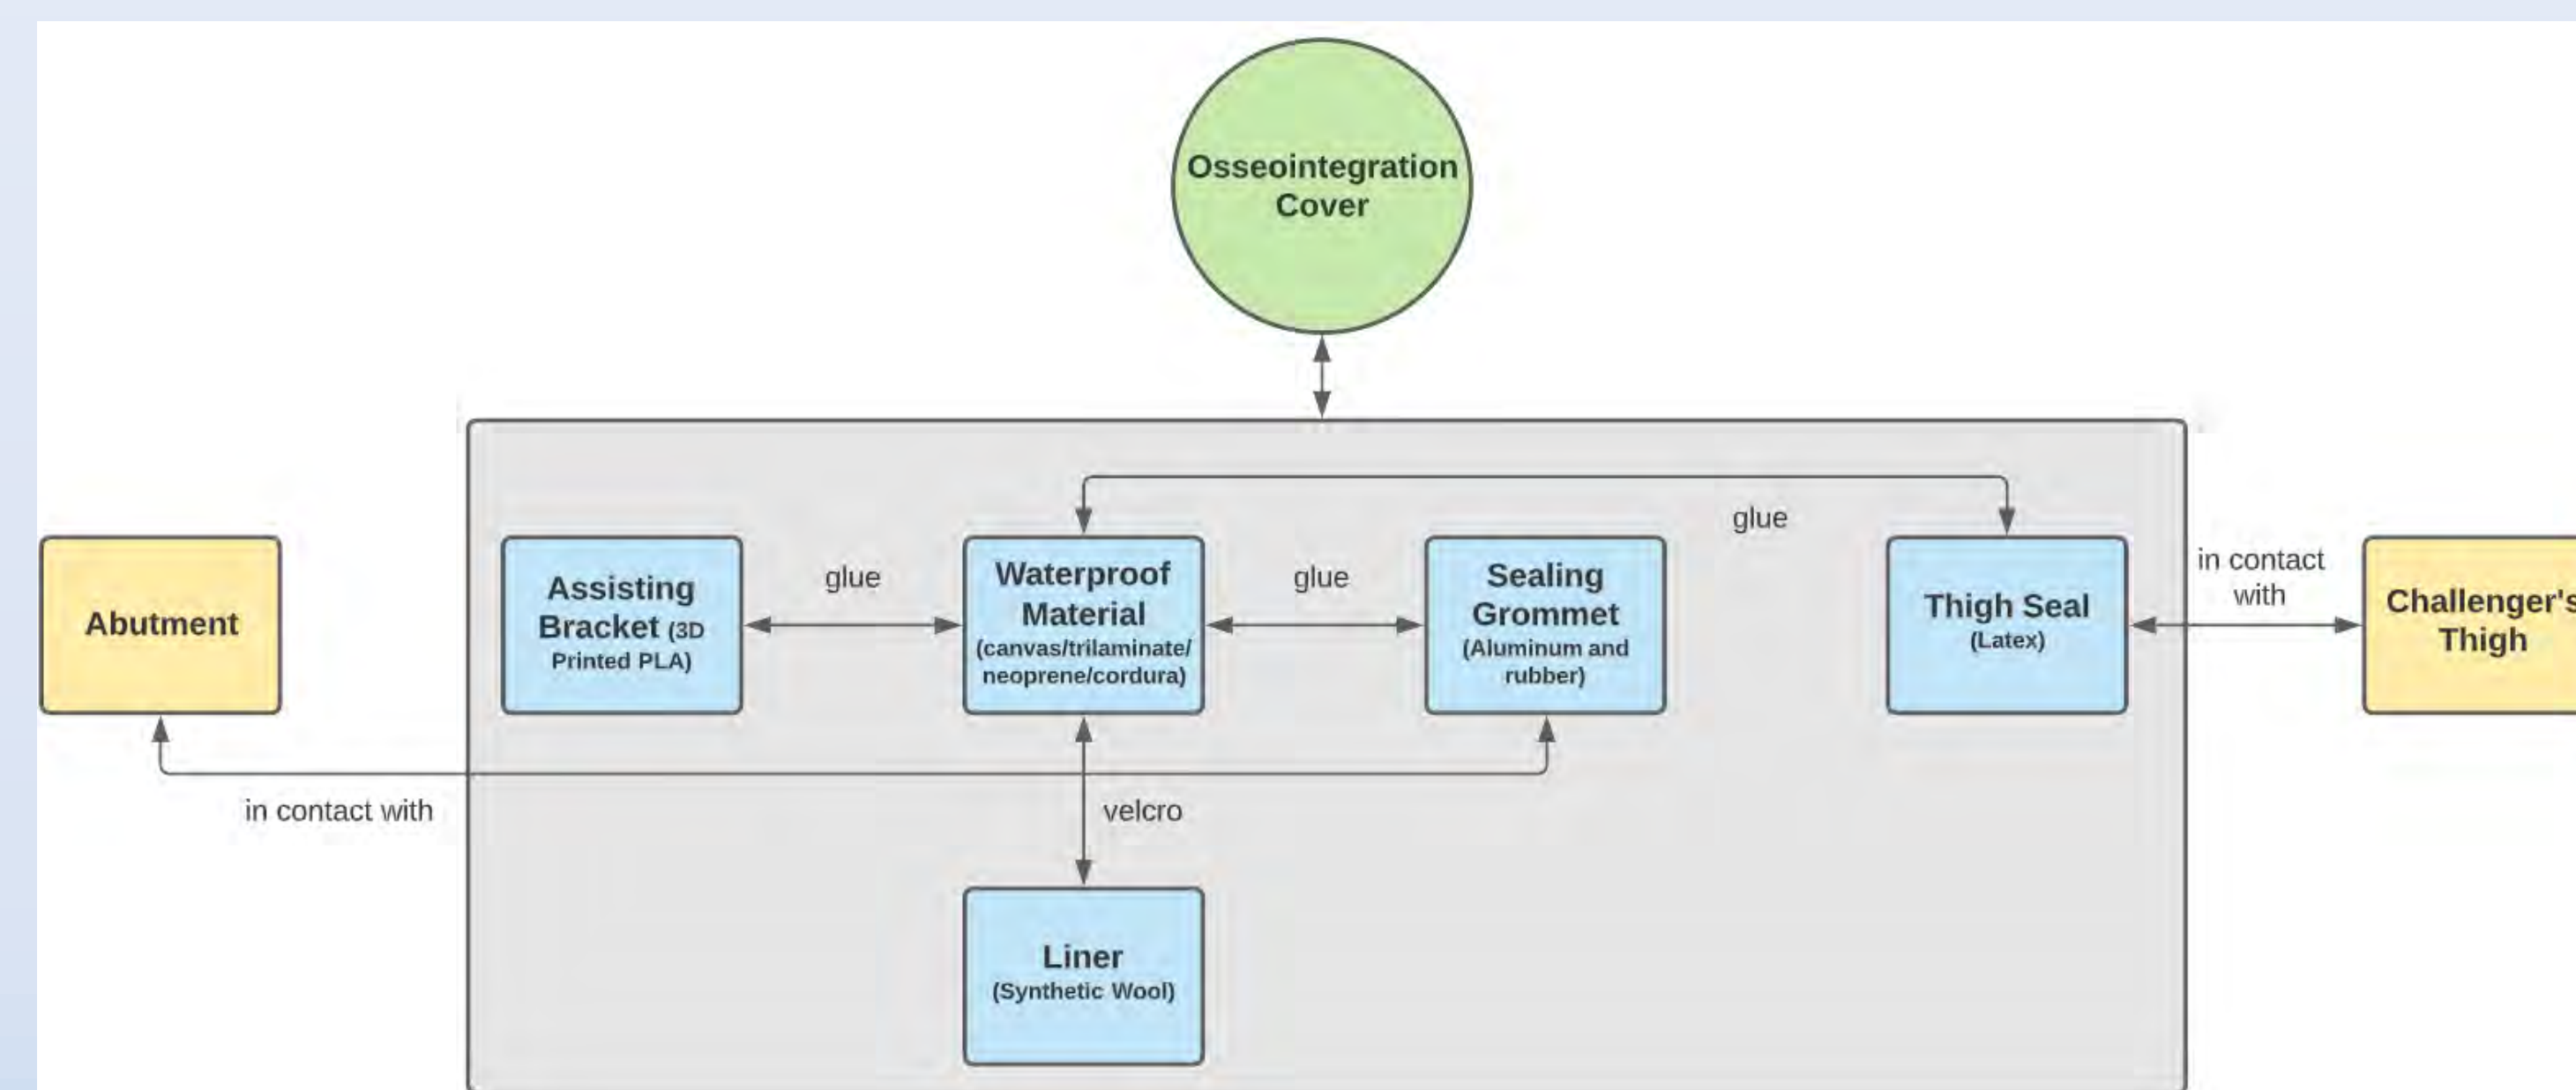 Osseointegration
Cover
glue
Abutment
Assisting
Bracket (3D
Printed PLA)
glue
Waterproof
Material
(canvas/trilaminate/
neoprene/cordura)
glue
Sealing
Grommet
(Aluminum and
rubber)
Thigh Seal
(Latex)
in contact
with
Challenger's
Thigh
in contact with
velcro
Liner
(Synthetic Wool)